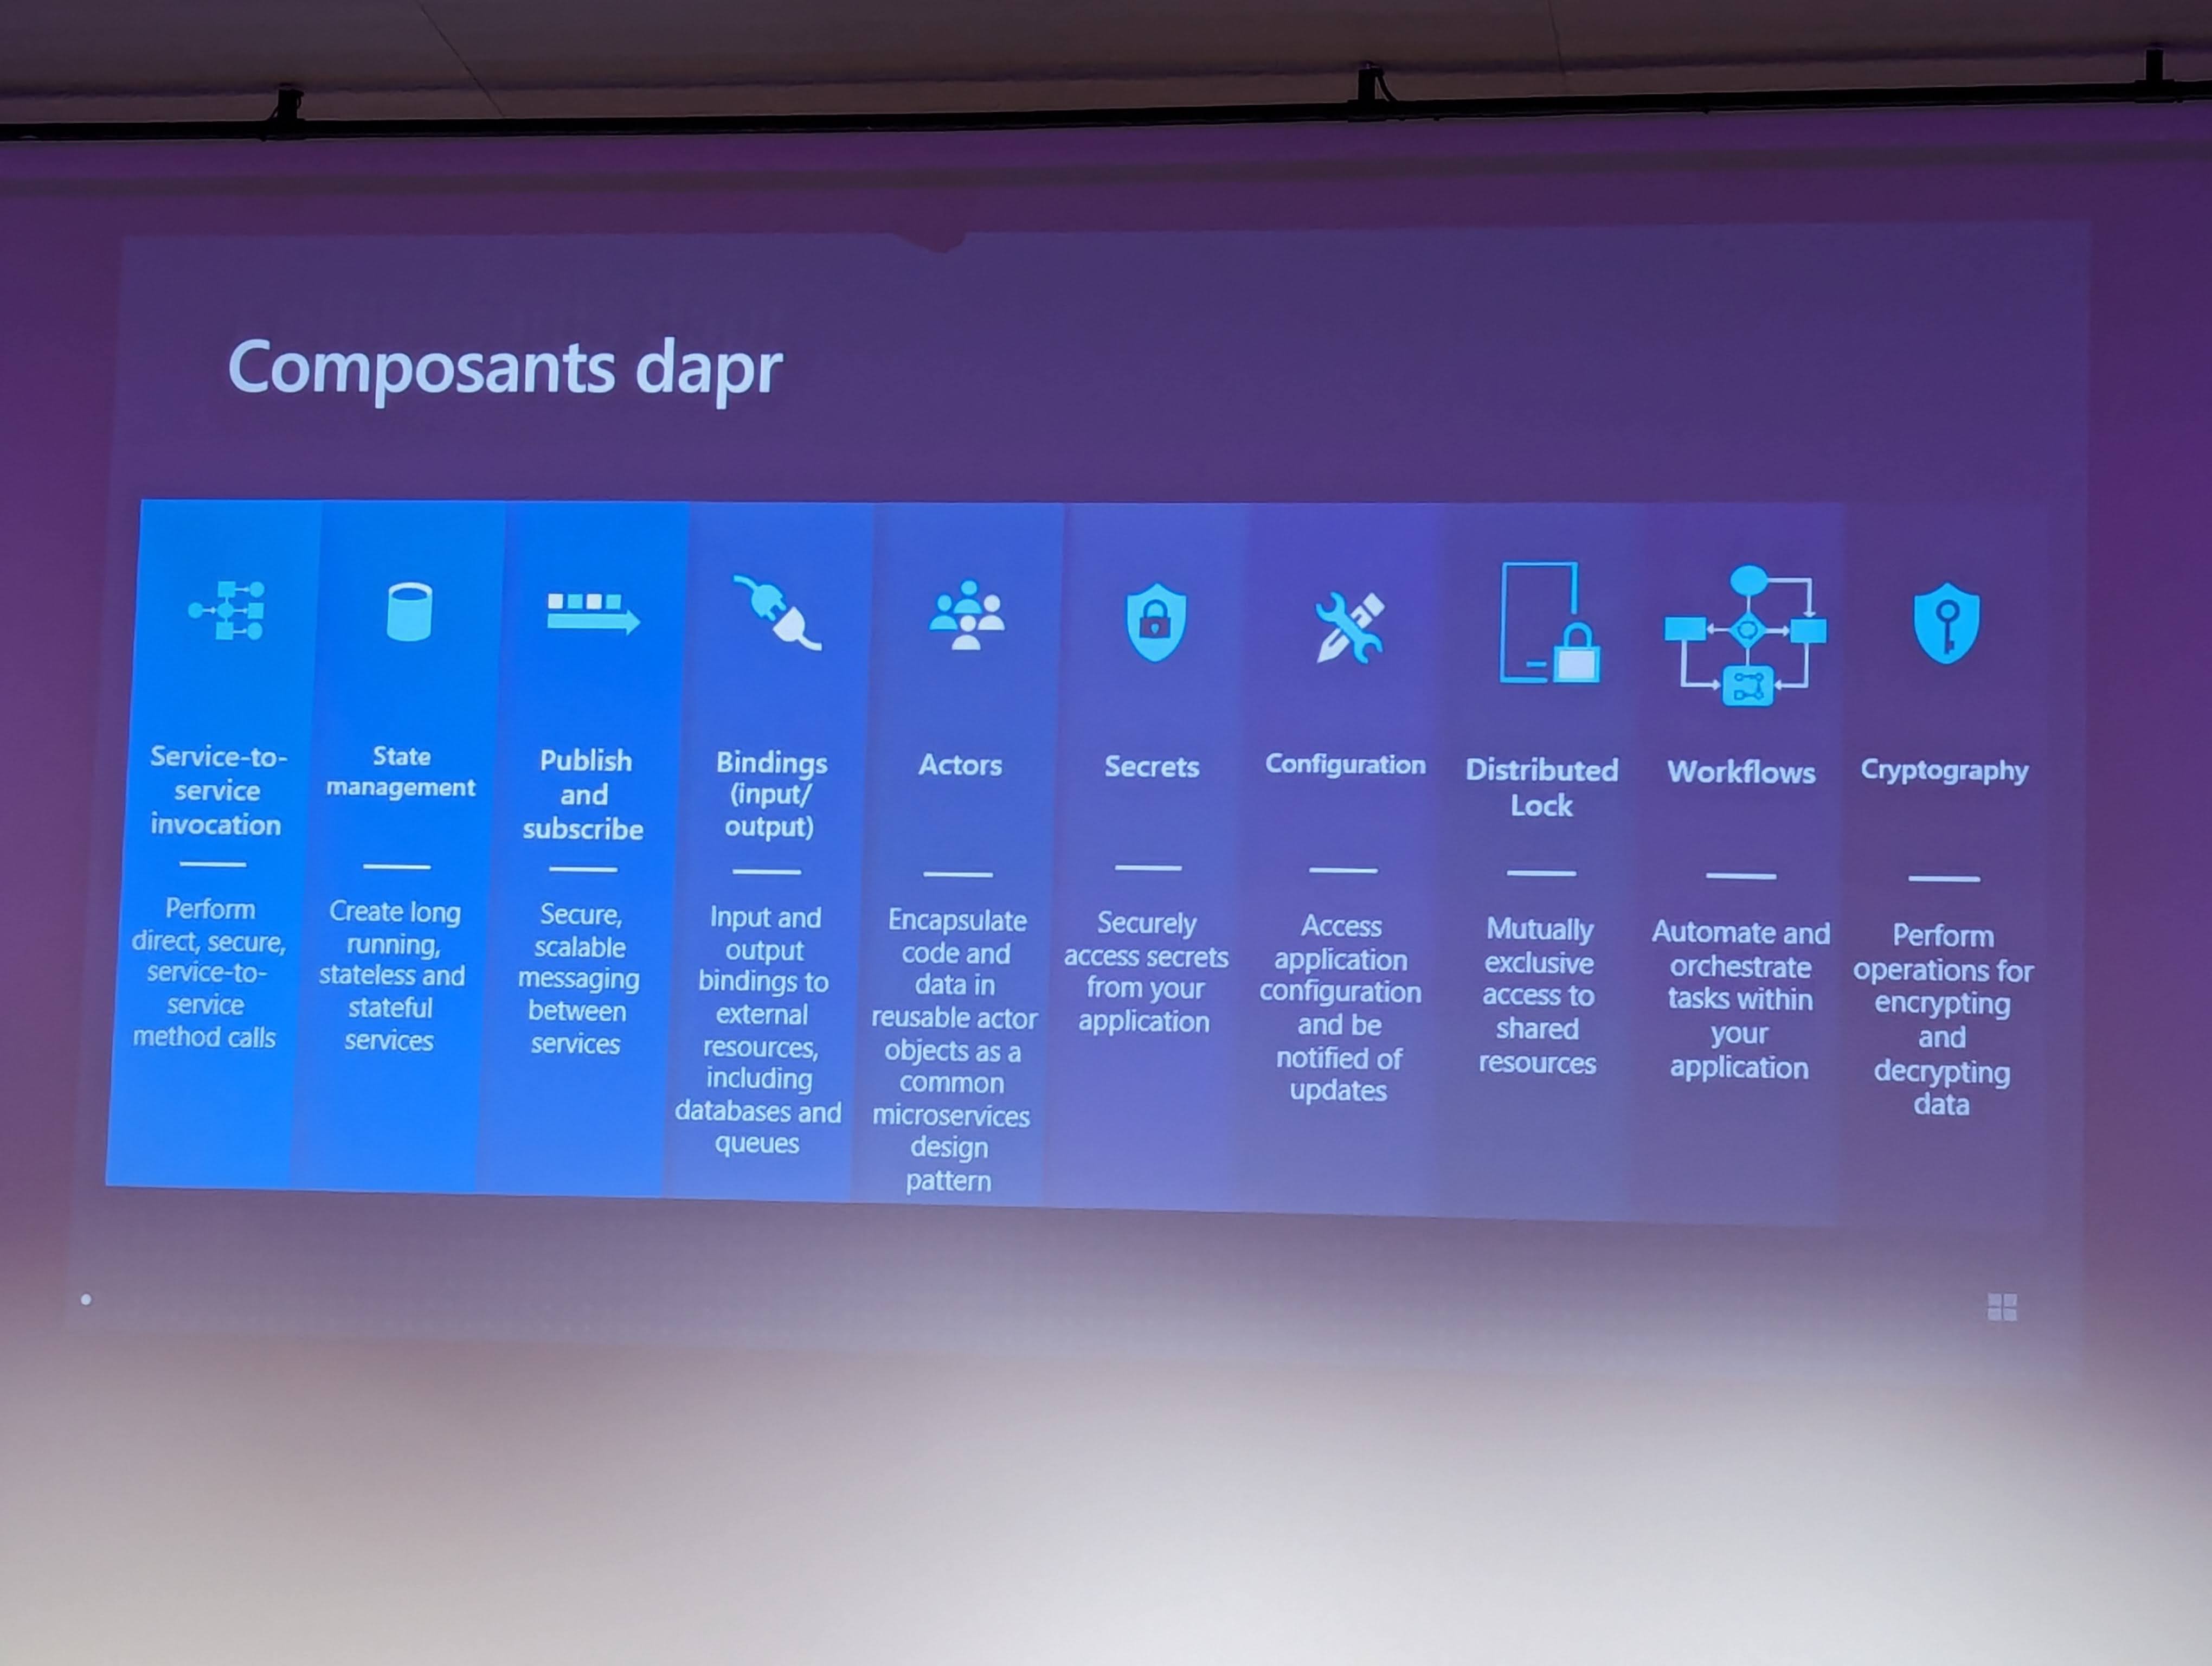 Composants dapr
Service-to-
service
invocation
Perform
direct, secure,
service-to-
service
method calls
State
management
Create long
running,
stateless and
stateful
services
Publish
and
subscribe
Secure,
scalable
messaging
between
services
Bindings
(input/
output)
Input and
output
bindings to
external
resources,
including
databases and
queues
Actors
Encapsulate
code and
data in
reusable actor
objects as a
common
microservices
design
pattern
Secrets
Securely
access secrets
from your
application
Configuration
Access
application
configuration
and be
notified of
updates
Distributed
Lock
Mutually
exclusive
access to
shared
resources
Workflows
Automate and
orchestrate
tasks within
your
application
Cryptography
Perform
operations for
encrypting
and
decrypting
data